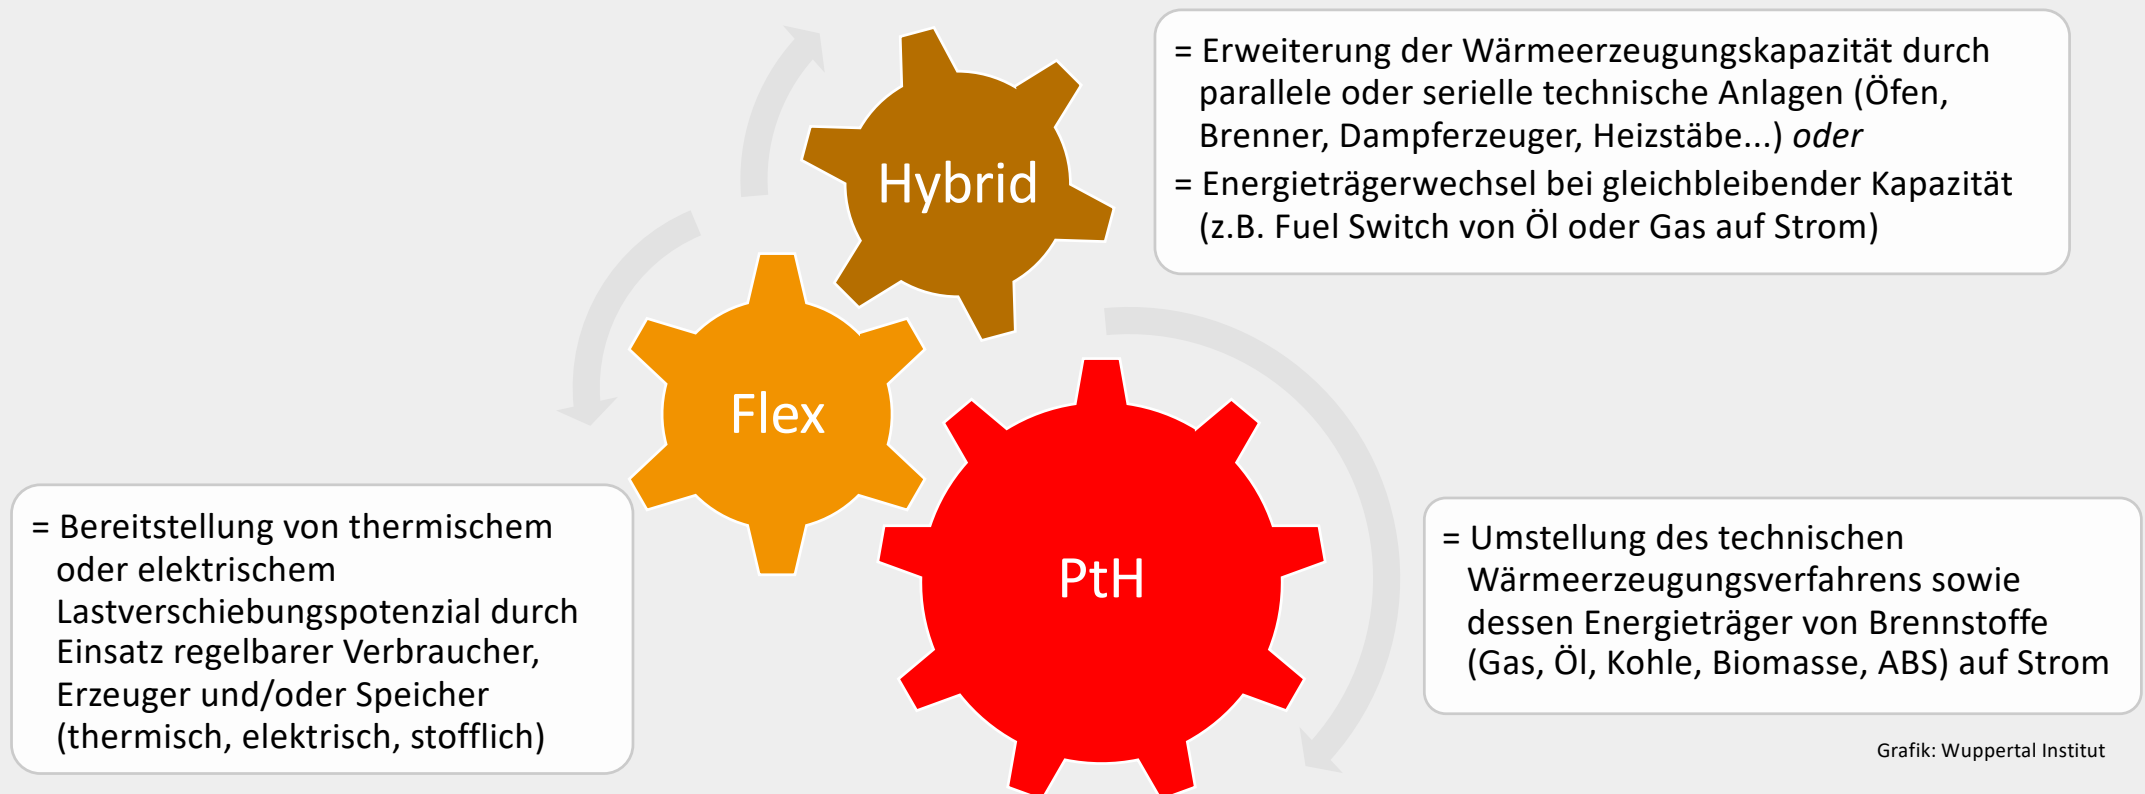 Hybrid
= Erweiterung der Wärmeerzeugungskapazität durch
parallele oder serielle technische Anlagen (Öfen,
Brenner, Dampferzeuger, Heizstäbe...) oder
= Energieträgerwechsel bei gleichbleibender Kapazität
(z.B. Fuel Switch von Öl oder Gas auf Strom)
Flex
= Bereitstellung von thermischem
oder elektrischem
Lastverschiebungspotenzial durch
Einsatz regelbarer Verbraucher,
Erzeuger und/oder Speicher
(thermisch, elektrisch, stofflich)
PtH
= Umstellung des technischen
Wärmeerzeugungsverfahrens sowie
dessen Energieträger von Brennstoffe
(Gas, Öl, Kohle, Biomasse, ABS) auf Strom
Grafik: Wuppertal Institut